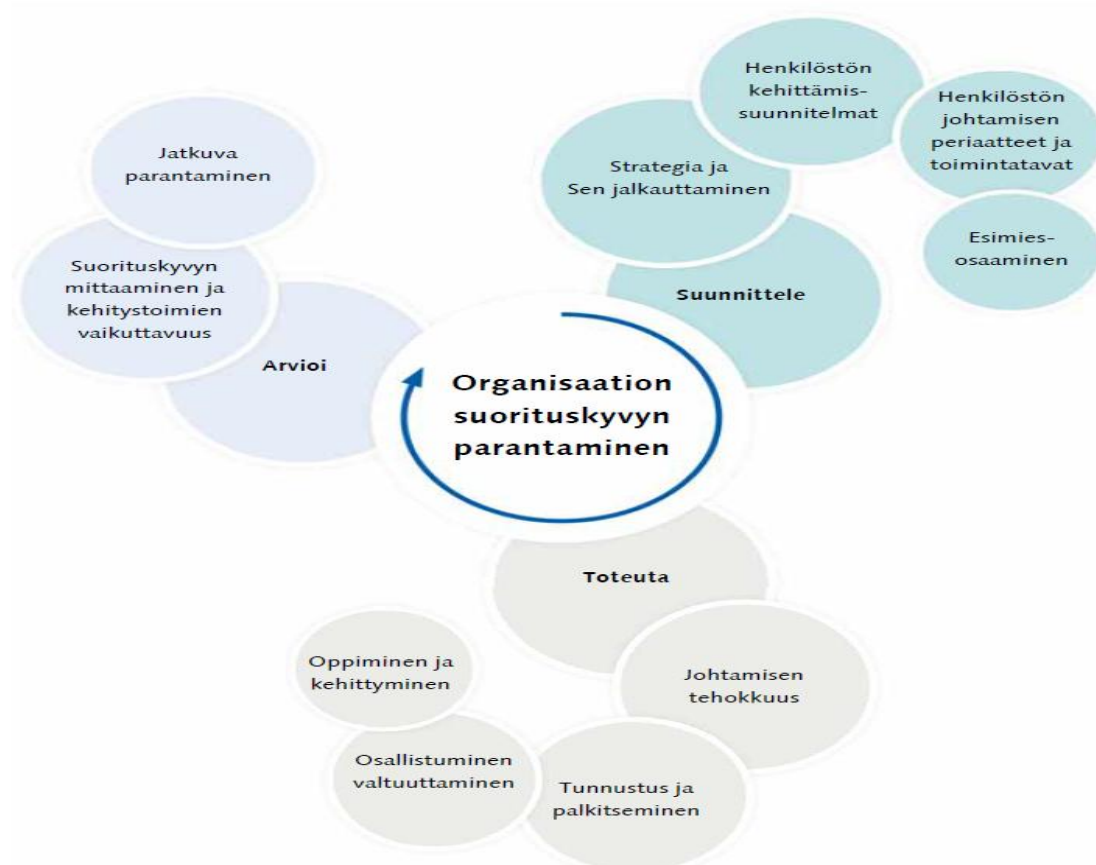 Henkilöstön
kehittämis-
suunnitelmat
Henkilöstön
johtamisen
periaatteet ja
toimintatavat
Jatkuva
parantaminen
Strategia ja
Sen jalkauttaminen
Esimies-
osaaminen
Suorituskyvyn
mittaaminen ja
kehitystoimien
vaikuttavuus
Suunnittele
Arvioi
Organisaation
suorituskyvyn
parantaminen
Toteuta
Oppiminen ja
kehittyminen
Johtamisen
tehokkuus
Osallistuminen
valtuuttaminen
Tunnustus ja
palkitseminen